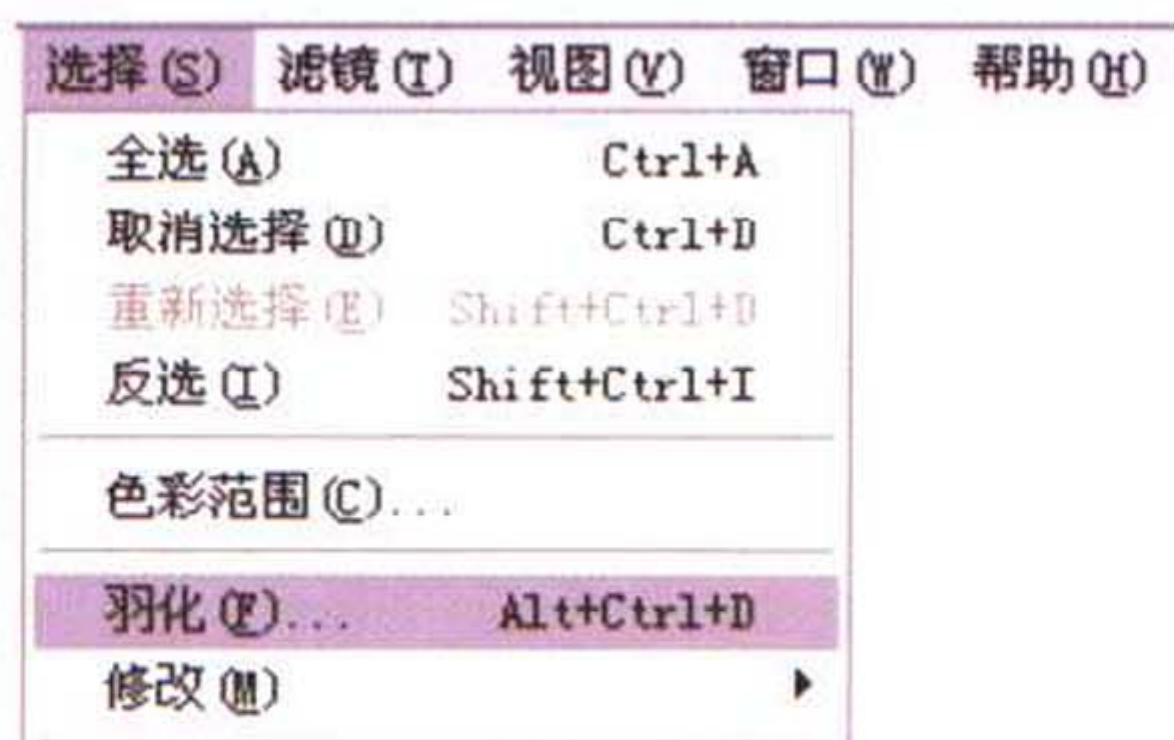 选择(S) 滤镜(T) 视图(V) 窗口(W) 帮助(H)
全选(A) Ctrl+A
取消选择(D) Ctrl+D
重新选择(E) Shift+Ctrl+D
反选(I) Shift+Ctrl+I
色彩范围(C)...
羽化(F)... Alt+Ctrl+D
修改(M)